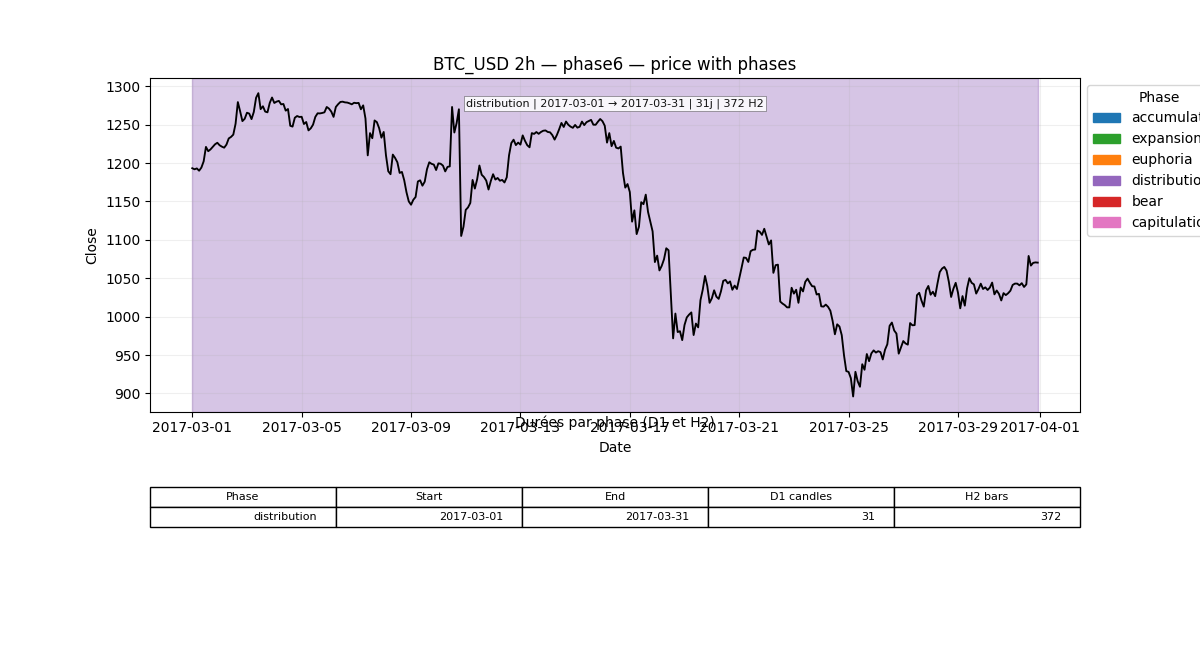 BTC_USD 2h — phase6 — price with phases
distribution | 2017-03-01 → 2017-03-31 | 31j | 372 H2
Phase
accumulat
expansion
euphoria
distributio
bear
capitulatio
Close
1300
1250
1200
1150
1100
1050
1000
950
900
Durées par phase (D1 et H2)
2017-03-01 2017-03-05 2017-03-09 2017-03-13 2017-03-17 2017-03-21 2017-03-25 2017-03-29 2017-04-01
Date
Phase Start End D1 candles H2 bars
distribution 2017-03-01 2017-03-31 31 372